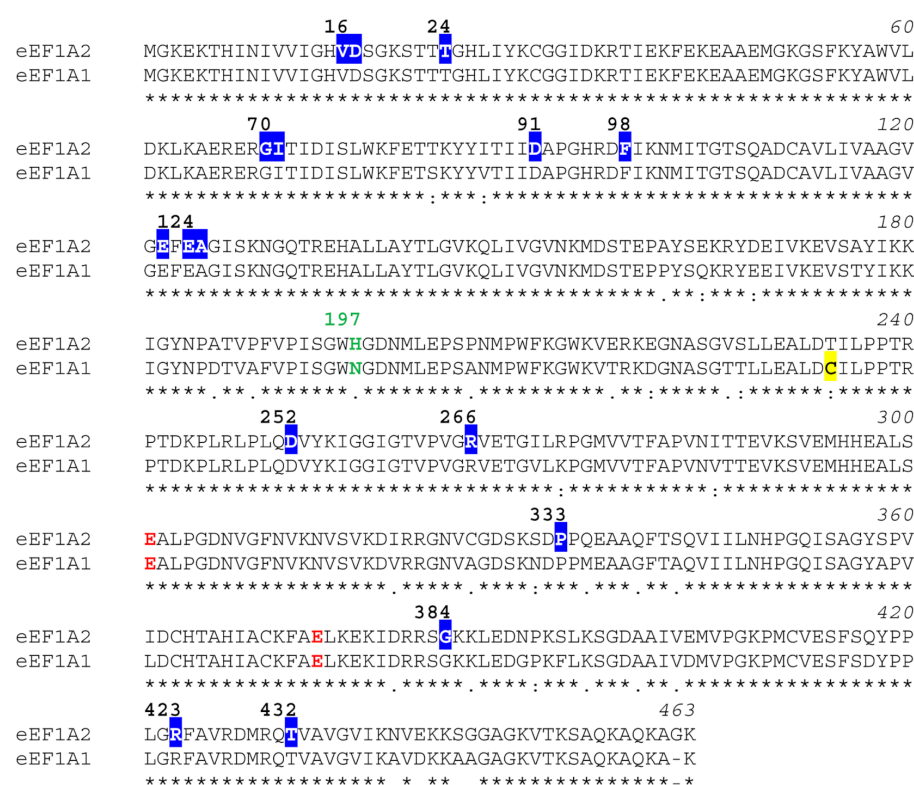 16 24 60
eEF1A2 MGKEKTHINIVVIGHVDSGKSTTTGHLIYKCGGIDKRTIEKFEKEAAEMGKGSFKYAWVL
eEF1A1 MGKEKTHINIVVIGHVDSGKSTTTGHLIYKCGGIDKRTIEKFEKEAAEMGKGSFKYAWVL
************************************************************
70 91 98 120
eEF1A2 DKLKAERERGITIDISLWKFETTKYYITIIDAPGHRDFIKNMITGTSQADCAVLIVAAGV
eEF1A1 DKLKAERERGITIDISLWKFETSKYYVTIIDAPGHRDFIKNMITGTSQADCAVLIVAAGV
**********************:***:*********************************
124 180
eEF1A2 GEFEAGISKNGQTREHALLAYTLGVKQLIVGVNKMDSTEPAYSEKRYDEIVKEVSAYIKK
eEF1A1 GEFEAGISKNGQTREHALLAYTLGVKQLIVGVNKMDSTEPPYSQKRYEEIVKEVSTYIKK
****************************************.**:***:************
197 240
eEF1A2 IGYNPATVPFVPISGWHGDNMLEPSPNMPWFKGWKVERKEGNASGVSLLEALDTILPPTR
eEF1A1 IGYNPDTVAFVPISGWNGDNMLEPSANMPWFKGWKVTRKDGNASGTTLLEALDCILPPTR
*****.**.****************.***********.*:*****.:******:******
252 266 300
eEF1A2 PTDKPLRLPLQDVYKIGGIGTVPVGRVETGILRPGMVVTFAPVNITTEVKSVEMHHEALS
eEF1A1 PTDKPLRLPLQDVYKIGGIGTVPVGRVETGVLKPGMVVTFAPVNVTTEVKSVEMHHEALS
********************************:***********:***************
333 360
eEF1A2 EALPGDNVGFNVKNVSVKDIRRGNVCGDSKSDPPQEAAQFTSQVIILNHPGQISAGYSPV
eEF1A1 EALPGDNVGFNVKNVSVKDVRRGNVAGDSKNDPPMEAAGFTAQVIILNHPGQISAGYAPV
*********************.********:**.****.*.****************.**
384 420
eEF1A2 IDCHTAHIACKFAELKEKIDRRSGKKLEDNPKSLKSGDAAIVEMVPGKPMCVESFSQYPP
eEF1A1 LDCHTAHIACKFAELKEKIDRRSGKKLEDGPKFLKSGDAAIVDMVPGKPMCVESFSDYPP
*******************.*****.****:*.*****.***.*****************
423 432 463
eEF1A2 LGRFAVRDMRQTVAVGVIKNVEKKSGGAGKVTKSAQKAQKAGK
eEF1A1 LGRFAVRDMRQTVAVGVIKAVDKKAAGAGKVTKSAQKAQKA-K
******************* * **  ***************-*